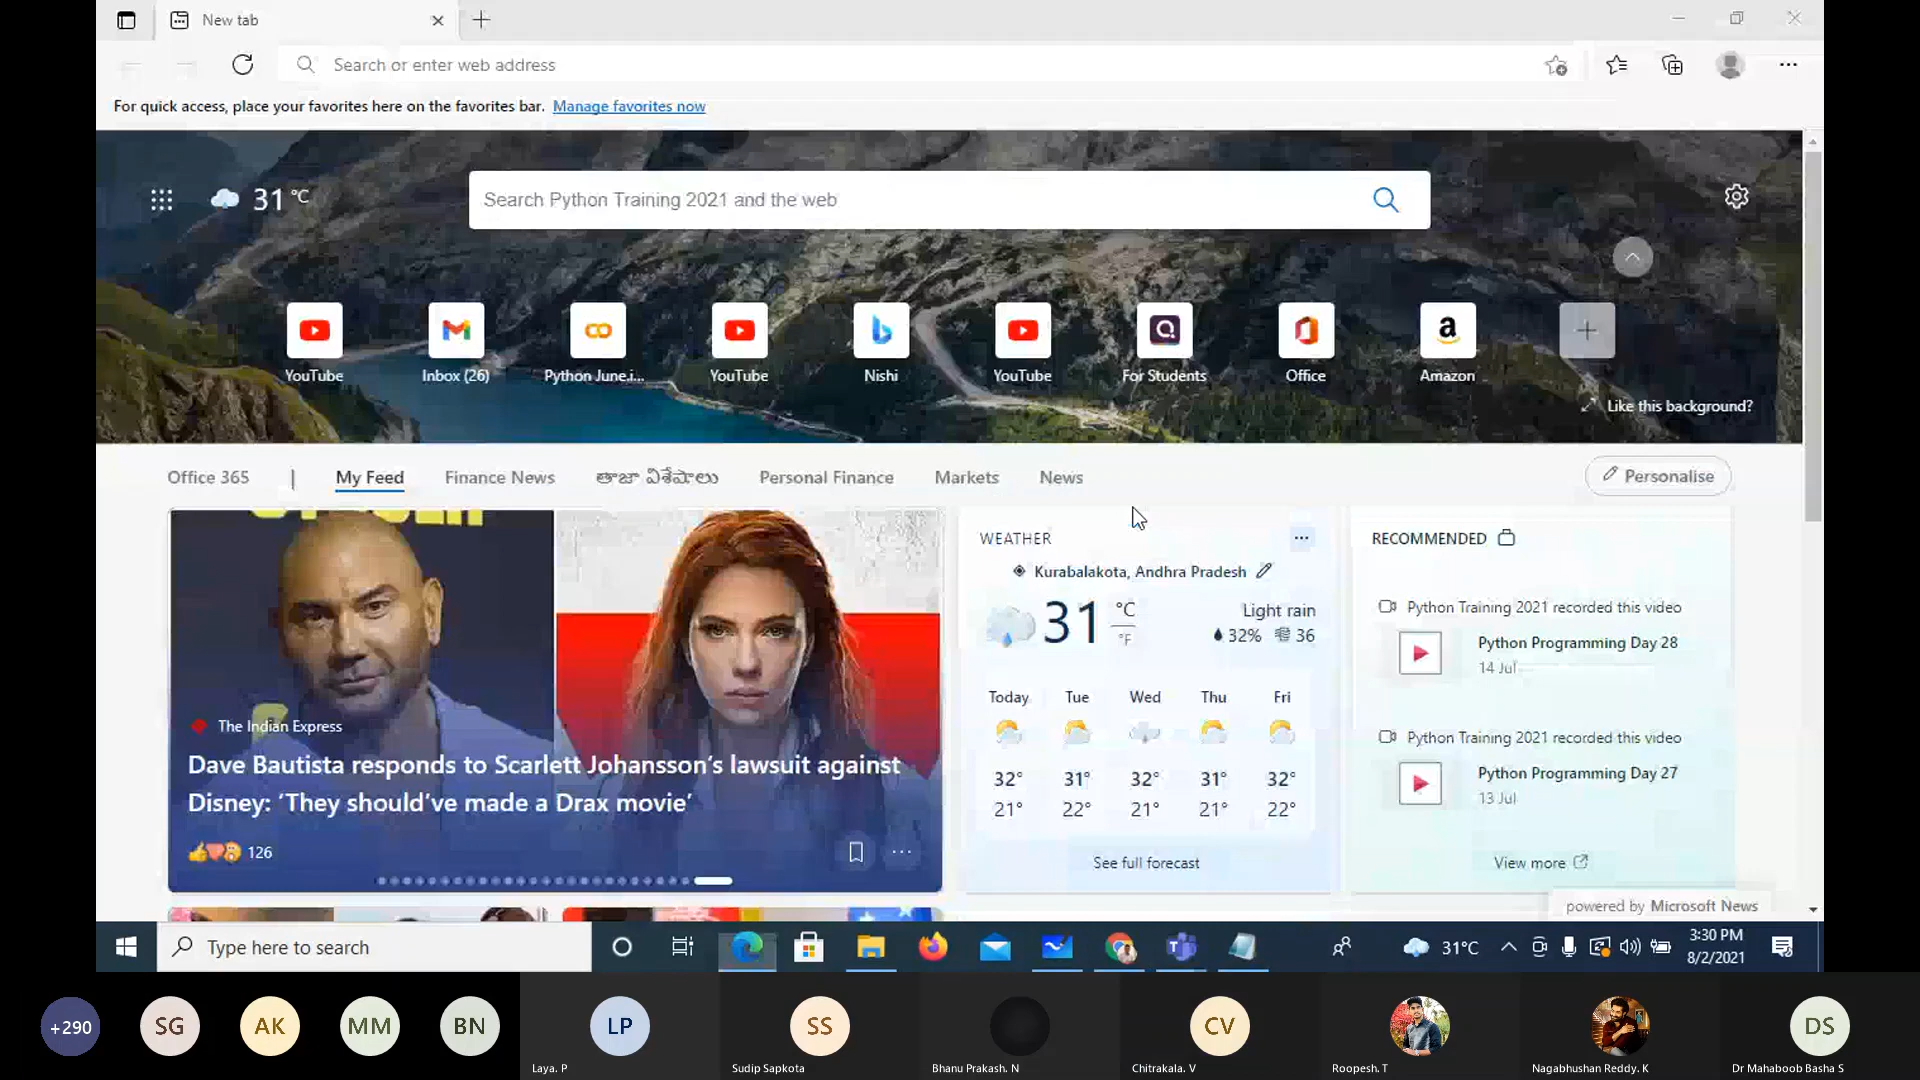 New tab
Search or enter web address
For quick access, place your favorites here on the favorites bar. Manage favorites now
31 °C
Search Python Training 2021 and the web
YouTube
Inbox (26)
Python June.i...
YouTube
Nishi
YouTube
For Students
Office
a
Amazon
Like this background?
Office 365 | My Feed Finance News తాజా విశేషాలు Personal Finance Markets News
Personalise
The Indian Express
Dave Bautista responds to Scarlett Johansson's lawsuit against
Disney: 'They should've made a Drax movie'
126
WEATHER
Kurabalakota, Andhra Pradesh
31 °C
°F
Light rain
32% 36
Today Tue Wed Thu Fri
32° 31° 32° 31° 32°
21° 22° 21° 21° 22°
See full forecast
RECOMMENDED
Python Training 2021 recorded this video
Python Programming Day 28
14 Jul
Python Training 2021 recorded this video
Python Programming Day 27
13 Jul
View more
powered by Microsoft News
Type here to search
31°C
3:30 PM
8/2/2021
+290
SG
AK
MM
BN
LP
Laya. P
SS
Sudip Sapkota
Bhanu Prakash. N
CV
Chitrakala. V
Roopesh. T
Nagabhushan Reddy. K
DS
Dr Mahaboob Basha S